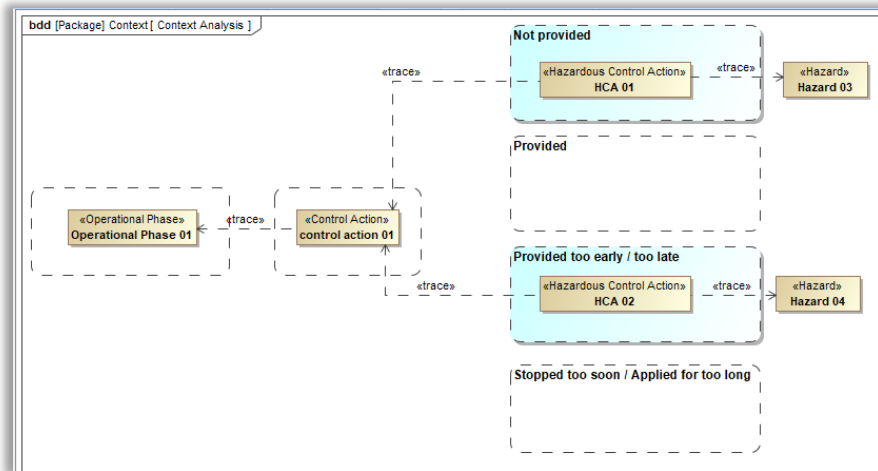 bdd [Package] Context [ Context Analysis ]
Not provided
«trace»
«Hazardous Control Action»
HCA 01
«trace»
«Hazard»
Hazard 03
Provided
«Operational Phase»
Operational Phase 01
«trace»
«Control Action»
control action 01
Provided too early / too late
«trace»
«Hazardous Control Action»
HCA 02
«trace»
«Hazard»
Hazard 04
Stopped too soon / Applied for too long